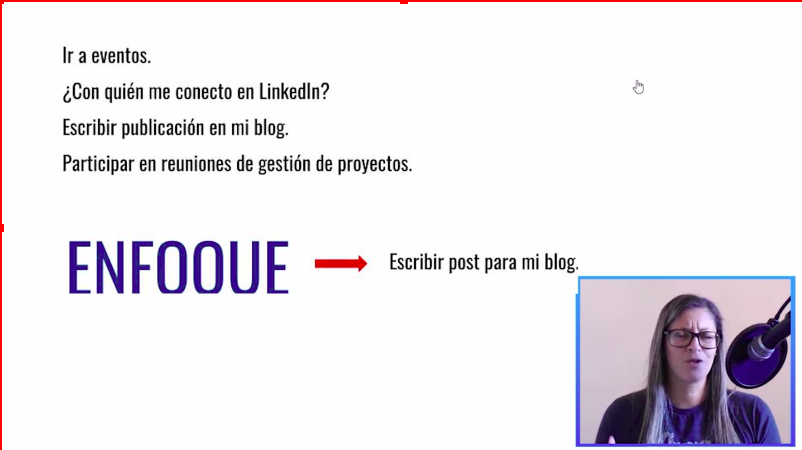 Ir a eventos.
¿Con quién me conecto en LinkedIn?
Escribir publicación en mi blog.
Participar en reuniones de gestión de proyectos.
ENFOQUE
Escribir post para mi blog.